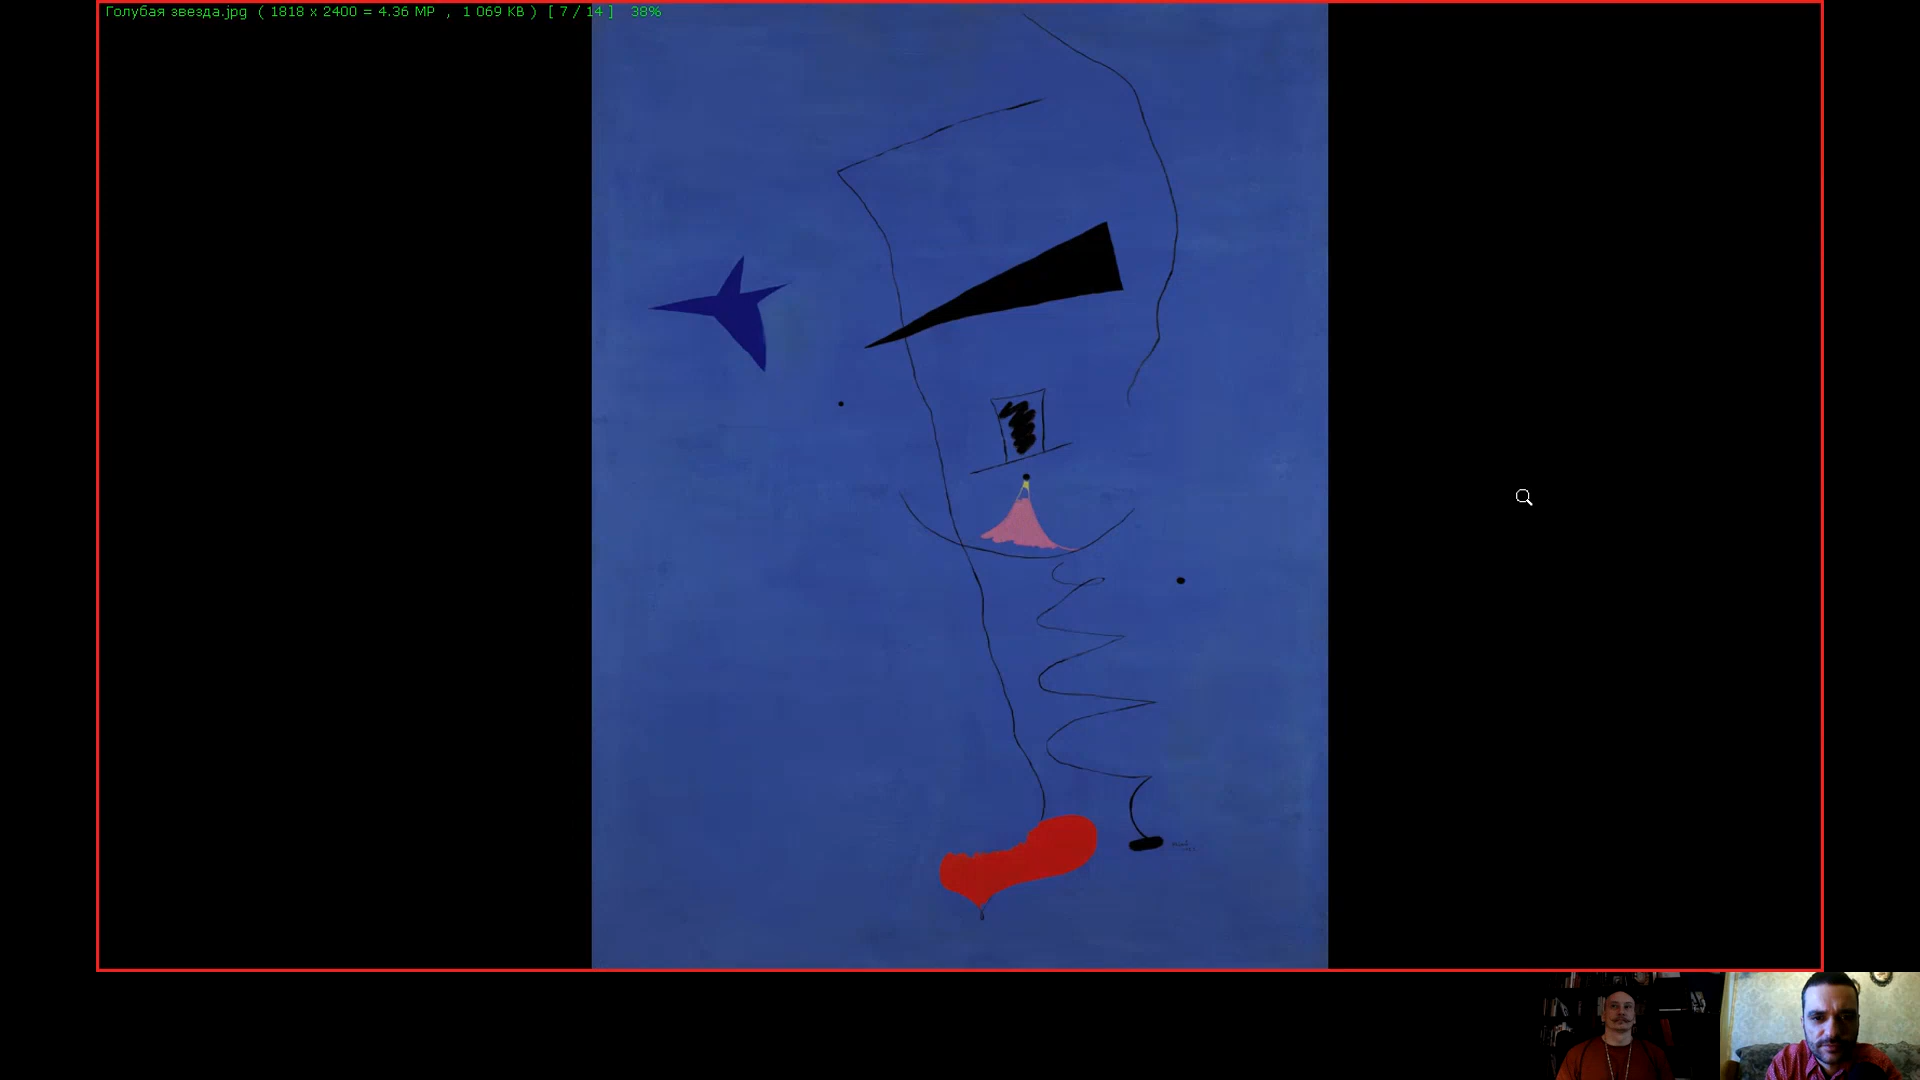 Голубая звезда.jpg ( 1818 x 2400 = 4.36 MP , 1 069 KB ) [ 7 / 14 ] 38%